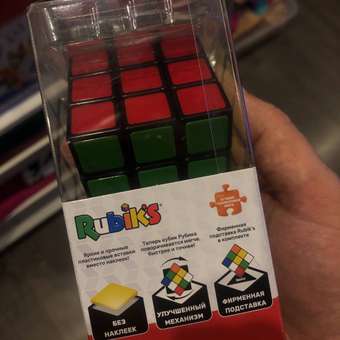 Rubik's
Яркие и прочные
пластиковые вставки
вместо наклеек!
БЕЗ
НАКЛЕЕК
Теперь кубик Рубика
поворачивается мягче,
быстрее и точнее!
УЛУЧШЕННЫЙ
МЕХАНИЗМ
Фирменная
подставка Rubik's
в комплекте
ФИРМЕННАЯ
ПОДСТАВКА